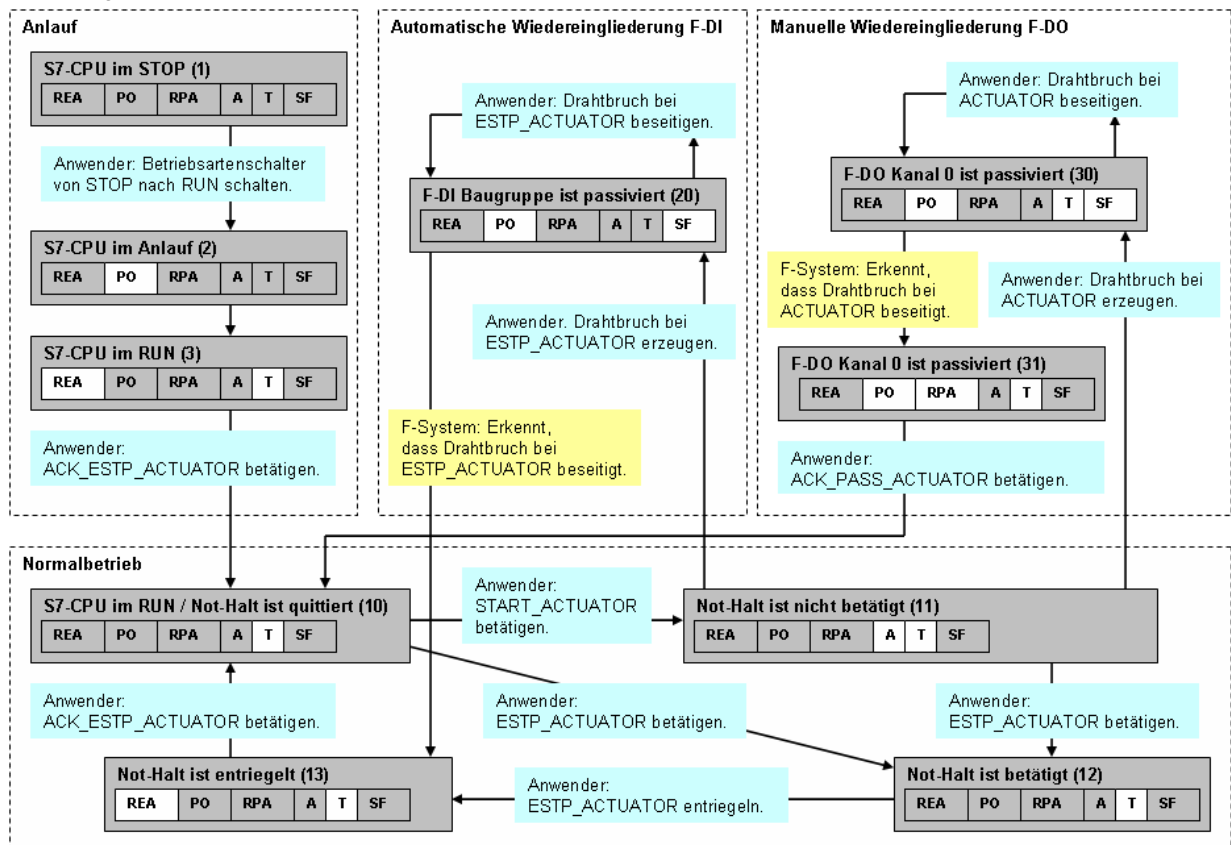 Anlauf
S7-CPU im STOP (1)
REA PO RPA A T SF
Anwender: Betriebsartenschalter
von STOP nach RUN schalten.
S7-CPU im Anlauf (2)
REA PO RPA A T SF
S7-CPU im RUN (3)
REA PO RPA A T SF
Anwender:
ACK_ESTP_ACTUATOR betätigen.
Automatische Wiedereingliederung F-DI
Anwender: Drahtbruch bei
ESTP_ACTUATOR beseitigen.
F-DI Baugruppe ist passiviert (20)
REA PO RPA A T SF
Anwender. Drahtbruch bei
ESTP_ACTUATOR erzeugen.
F-System: Erkennt,
dass Drahtbruch bei
ESTP_ACTUATOR beseitigt.
Manuelle Wiedereingliederung F-DO
Anwender: Drahtbruch bei
ACTUATOR beseitigen.
F-DO Kanal 0 ist passiviert (30)
REA PO RPA A T SF
F-System: Erkennt,
dass Drahtbruch bei
ACTUATOR beseitigt.
Anwender: Drahtbruch bei
ACTUATOR erzeugen.
F-DO Kanal 0 ist passiviert (31)
REA PO RPA A T SF
Anwender:
ACK_PASS_ACTUATOR betätigen.
Normalbetrieb
S7-CPU im RUN / Not-Halt ist quittiert (10)
REA PO RPA A T SF
Anwender:
START_ACTUATOR
betätigen.
Not-Halt ist nicht betätigt (11)
REA PO RPA A T SF
Anwender:
ACK_ESTP_ACTUATOR betätigen.
Anwender:
ESTP_ACTUATOR betätigen.
Anwender:
ESTP_ACTUATOR betätigen.
Not-Halt ist entriegelt (13)
REA PO RPA A T SF
Anwender:
ESTP_ACTUATOR entriegeln.
Not-Halt ist betätigt (12)
REA PO RPA A T SF